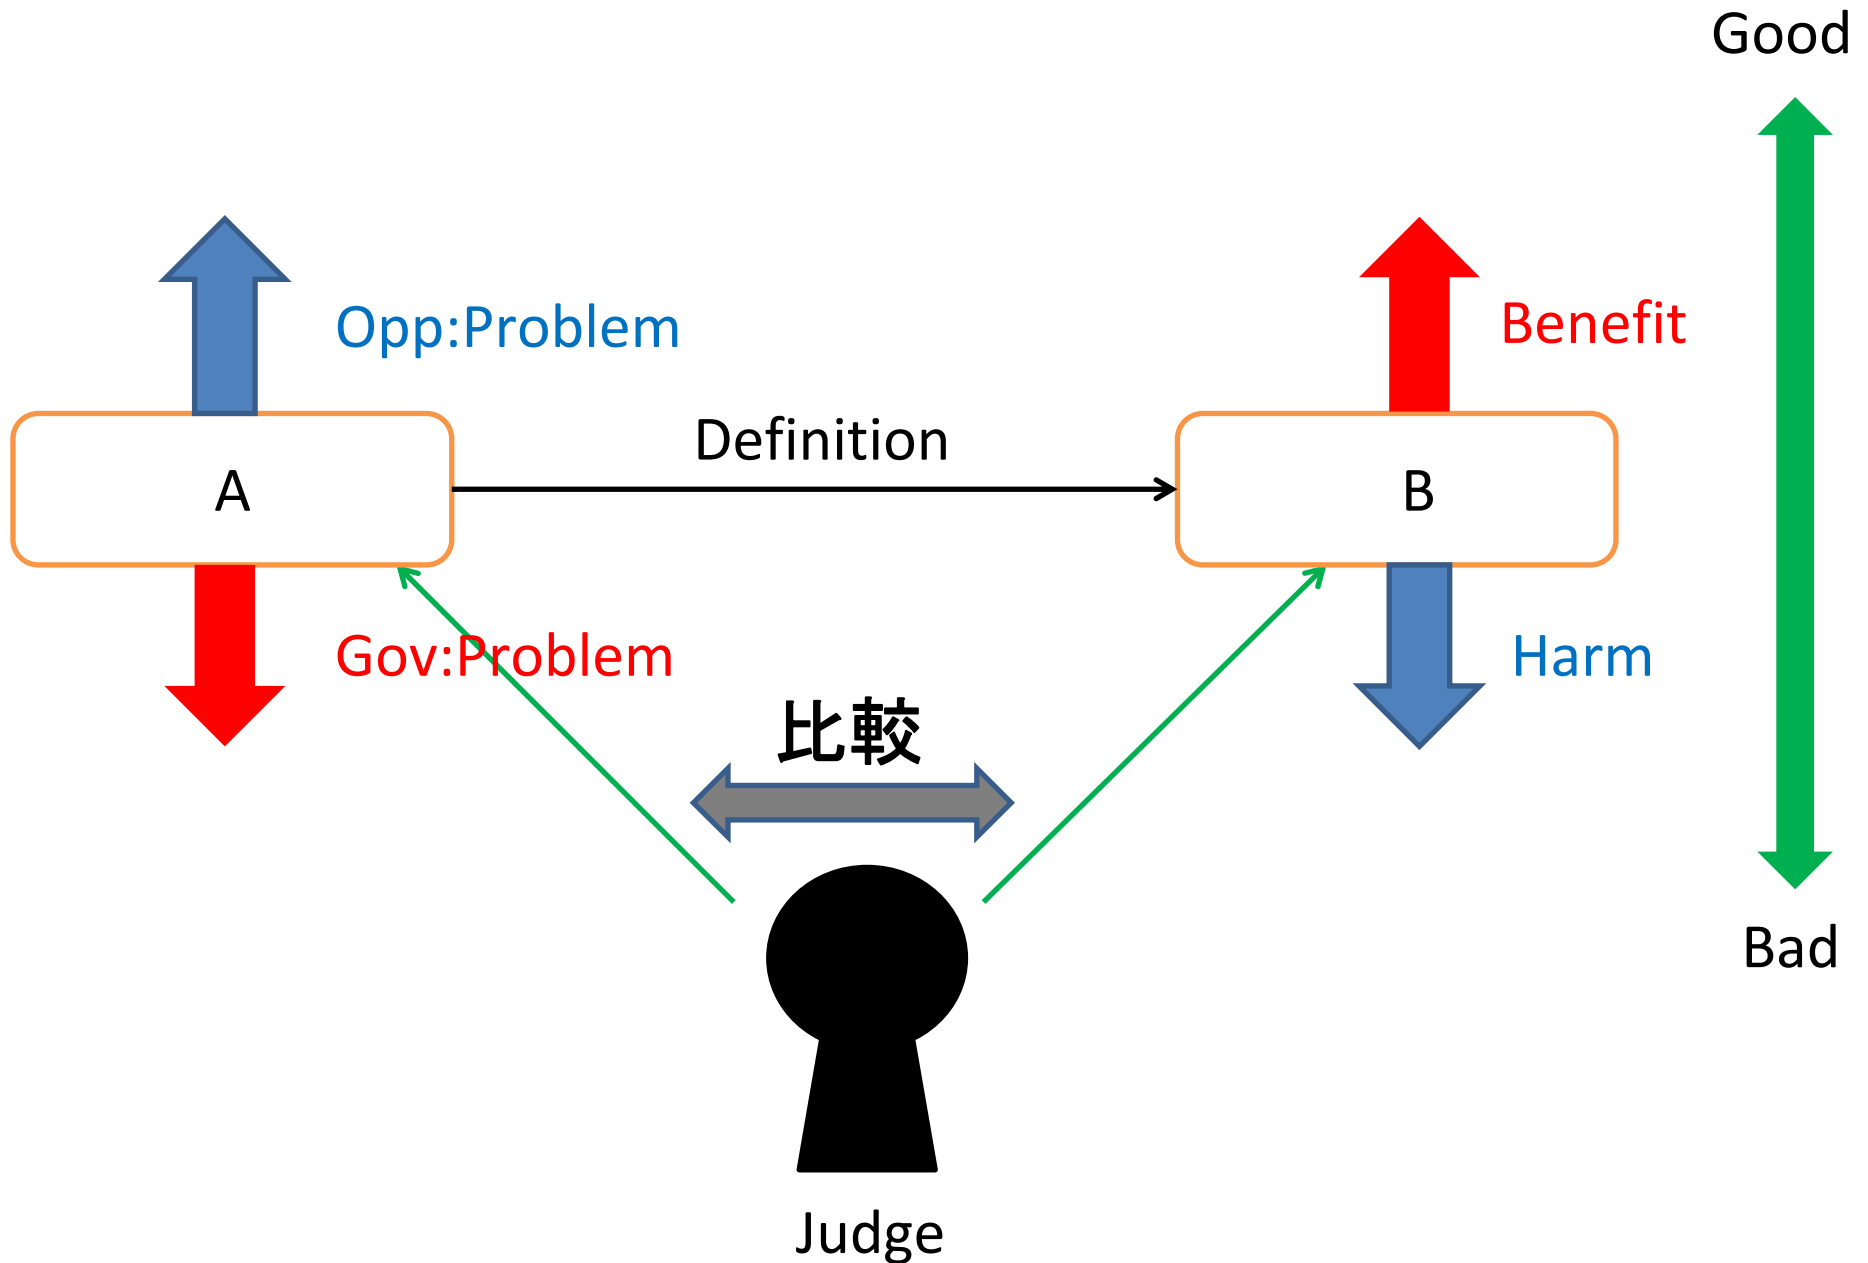 Good
Opp:Problem
Benefit
Definition
A
B
Gov:Problem
Harm
比較
Bad
Judge